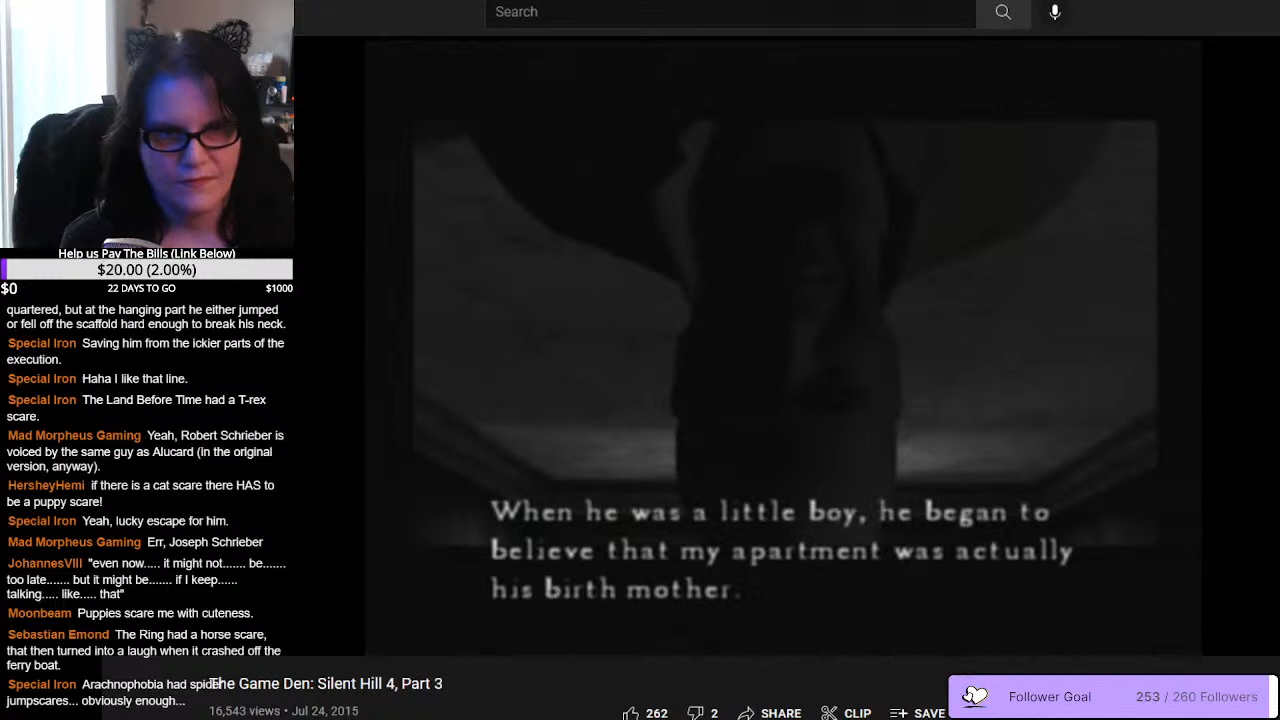 Search
Help us Pay The Bills (Link Below)
$20.00 (2.00%)
$0 22 DAYS TO GO $1000
quartered, but at the hanging part he either jumped
or fell off the scaffold hard enough to break his neck.
Special Iron Saving him from the ickier parts of the
execution.
Special Iron Haha I like that line.
Special Iron The Land Before Time had a T-rex
scare.
Mad Morpheus Gaming Yeah, Robert Schrieber is
voiced by the same guy as Alucard (in the original
version, anyway).
HersheyHemi if there is a cat scare there HAS to
be a puppy scare!
Special Iron Yeah, lucky escape for him.
Mad Morpheus Gaming Err, Joseph Schrieber
JohannesVIII "even now..... it might not....... be.......
too late....... but it might be....... if I keep......
talking..... like..... that"
Moonbeam Puppies scare me with cuteness.
Sebastian Emond The Ring had a horse scare,
that then turned into a laugh when it crashed off the
ferry boat.
Special Iron Arachnophobia had spider
jumpscares... obviously enough...
When he was a little boy, he began to
believe that my apartment was actually
his birth mother.
The Game Den: Silent Hill 4, Part 3
16,543 views • Jul 24, 2015
262 2 SHARE CLIP SAVE
Follower Goal 253 / 260 Followers